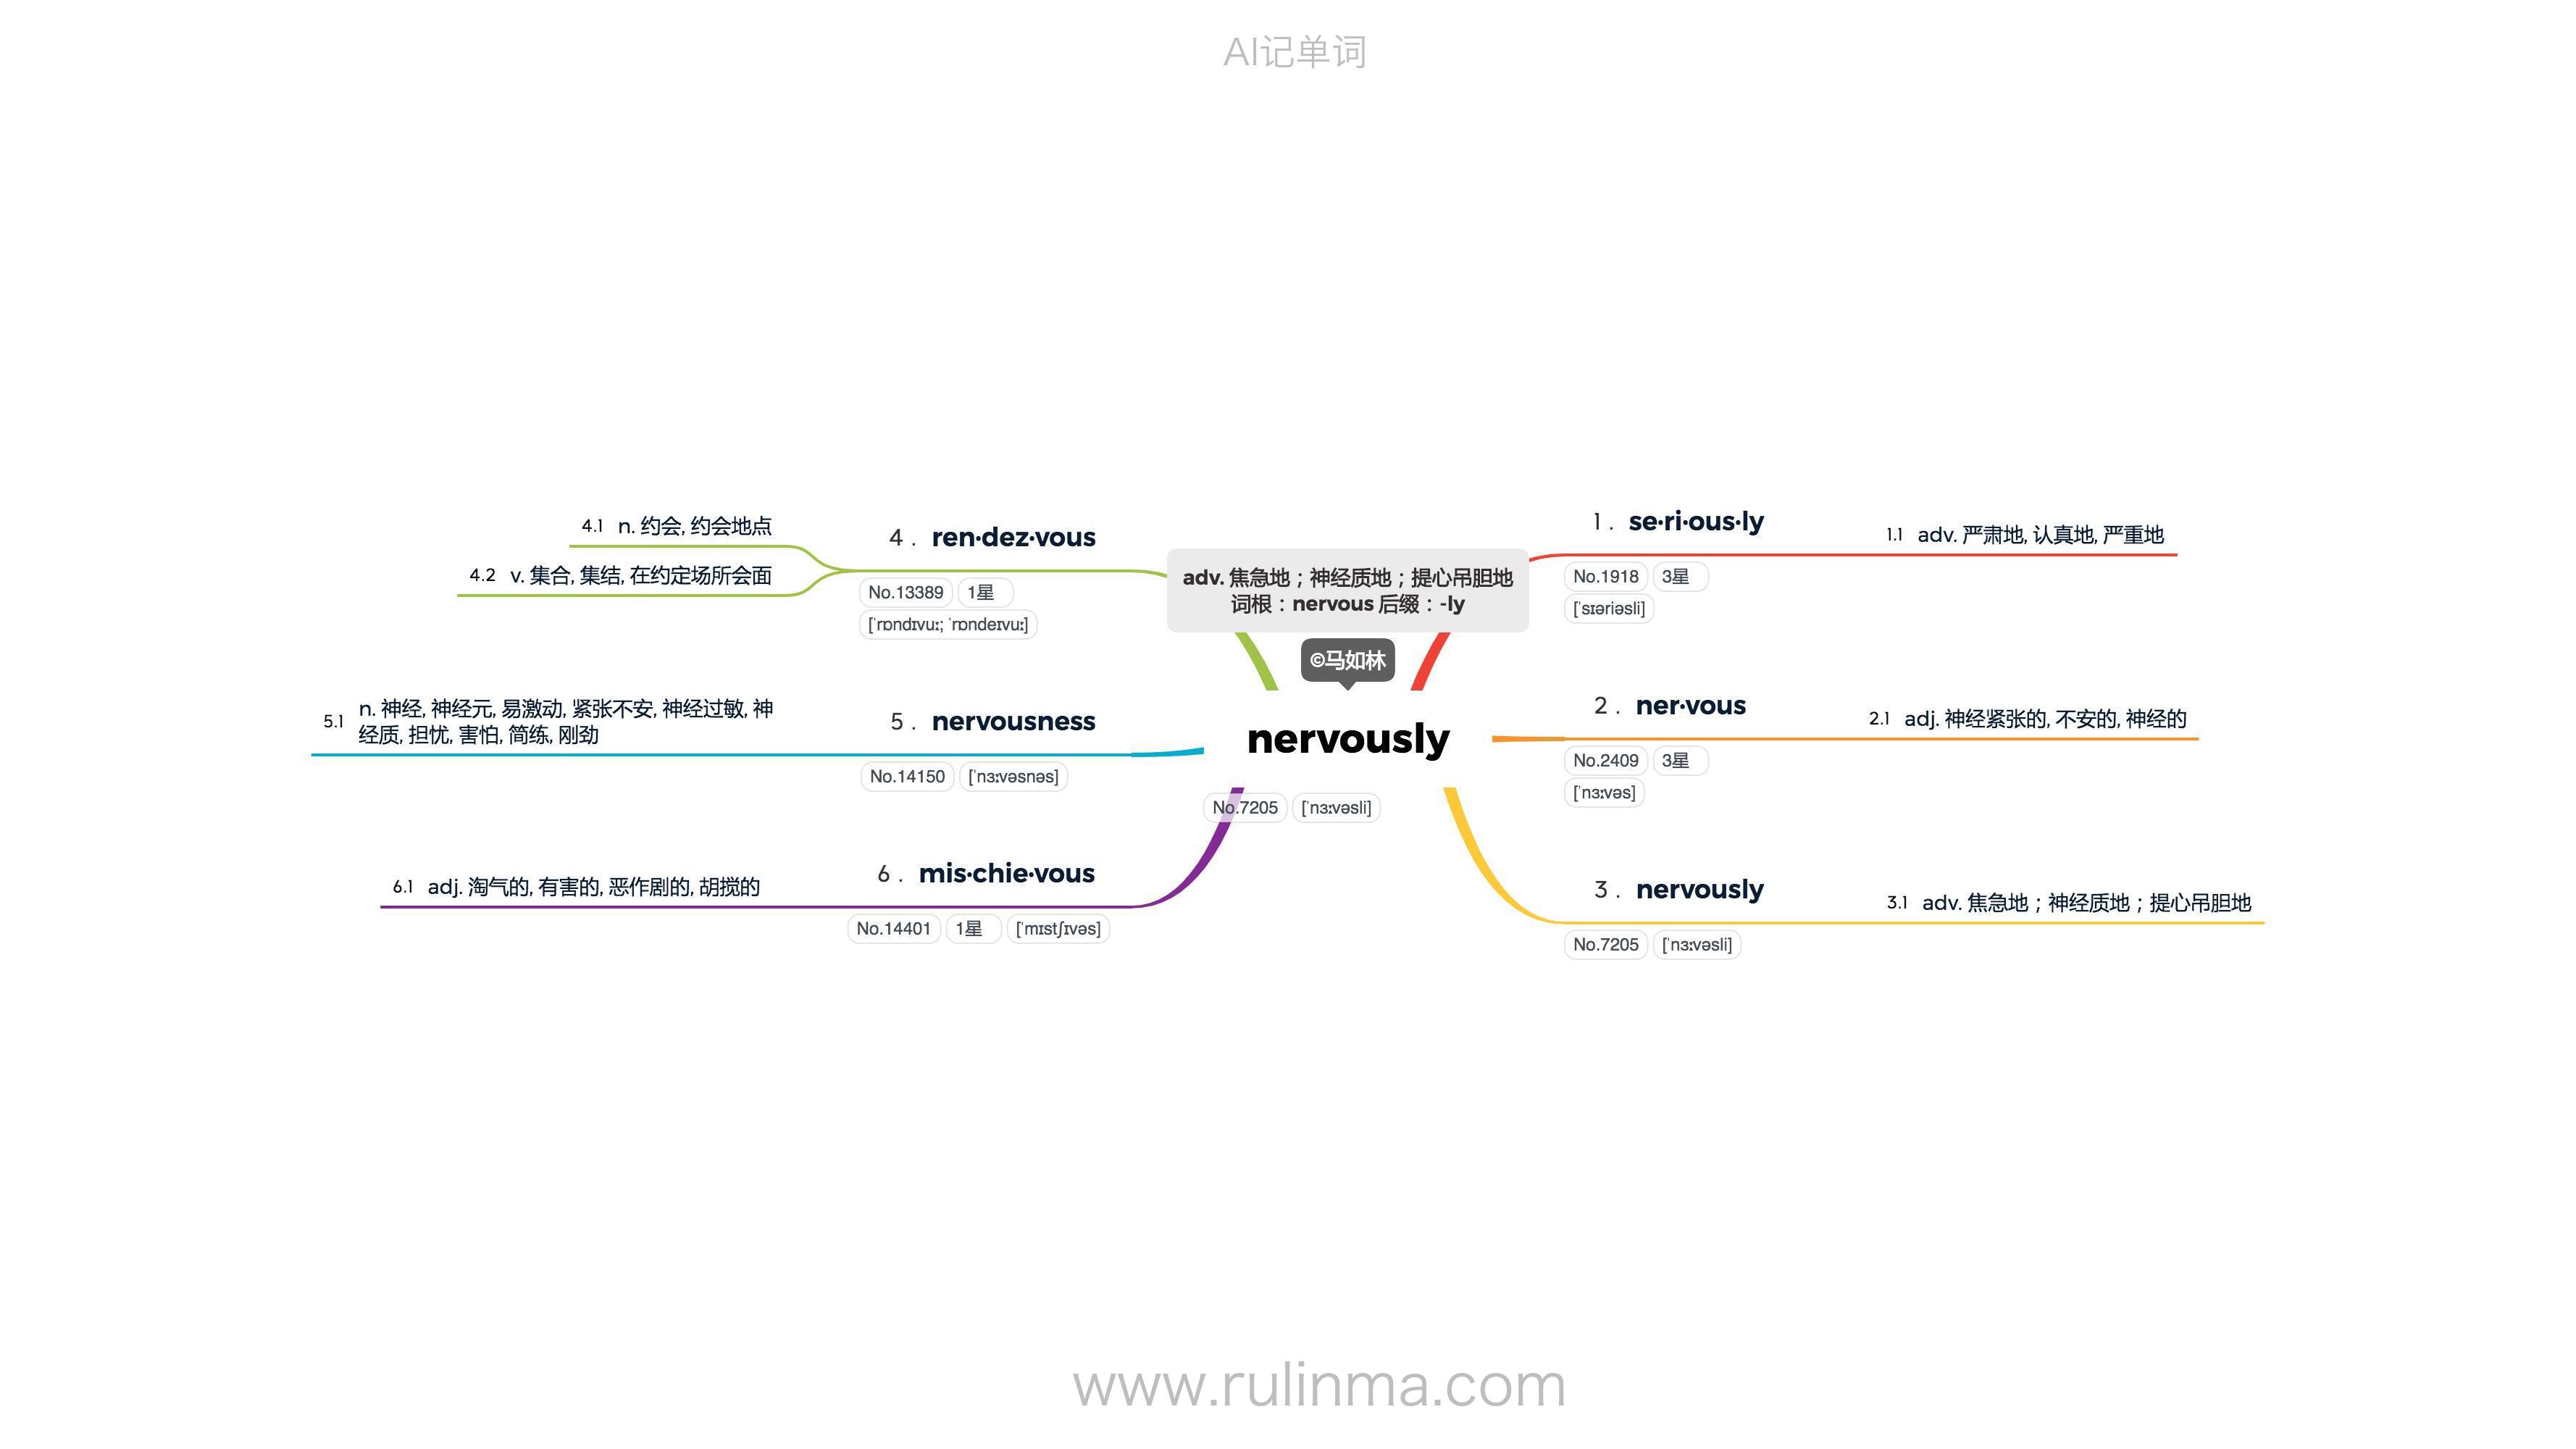 AI记单词
adv. 焦急地；神经质地；提心吊胆地
词根：nervous 后缀：-ly
©马如林
nervously
No.7205 ['nɜːvəsli]
1 . se·ri·ous·ly
No.1918 3星
['sɪəriəsli]
1.1 adv. 严肃地, 认真地, 严重地
2 . ner·vous
No.2409 3星
['nɜːvəs]
2.1 adj. 神经紧张的, 不安的, 神经的
3 . nervously
No.7205 ['nɜːvəsli]
3.1 adv. 焦急地；神经质地；提心吊胆地
4 . ren·dez·vous
No.13389 1星
['rɒndɪvuː; 'rɒndeɪvuː]
4.1 n. 约会, 约会地点
4.2 v. 集合, 集结, 在约定场所会面
5 . nervousness
No.14150 ['nɜːvəsnəs]
5.1 n. 神经, 神经元, 易激动, 紧张不安, 神经过敏, 神
经质, 担忧, 害怕, 简练, 刚劲
6 . mis·chie·vous
No.14401 1星 ['mɪstʃɪvəs]
6.1 adj. 淘气的, 有害的, 恶作剧的, 胡搅的
www.rulinma.com